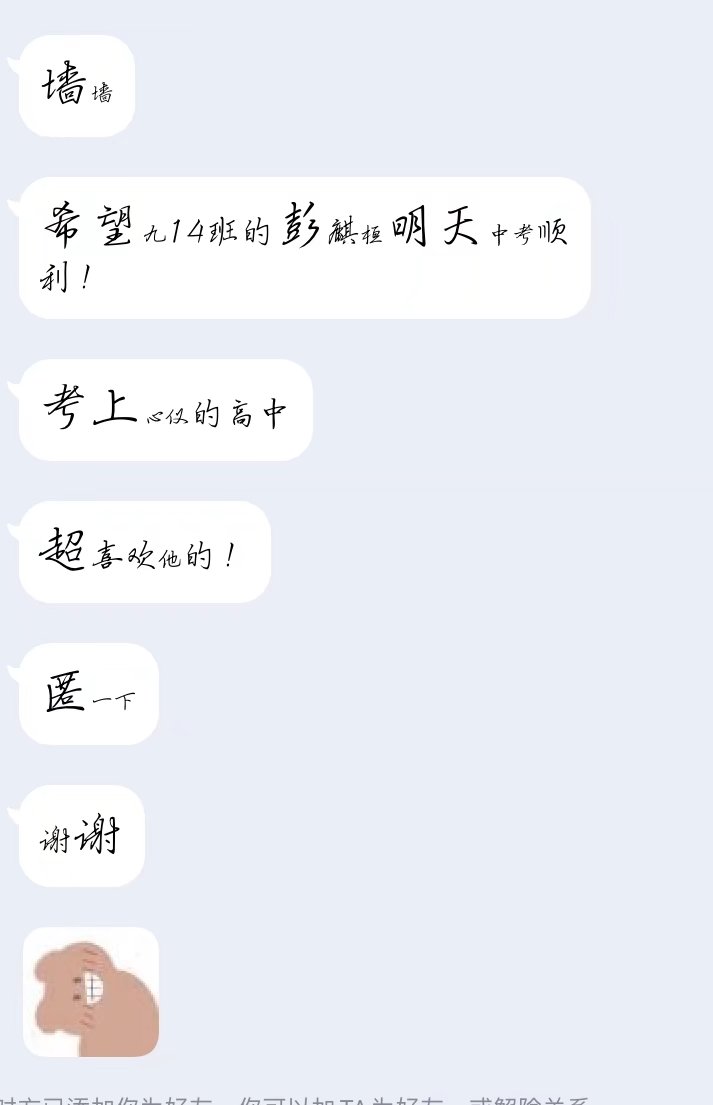 墙墙
希望九14班的彭麒桓明天中考顺
利！
考上心仪的高中
超喜欢他的！
匿一下
谢谢
对方已添加你为好友，你可以加TA为好友，或解除关系